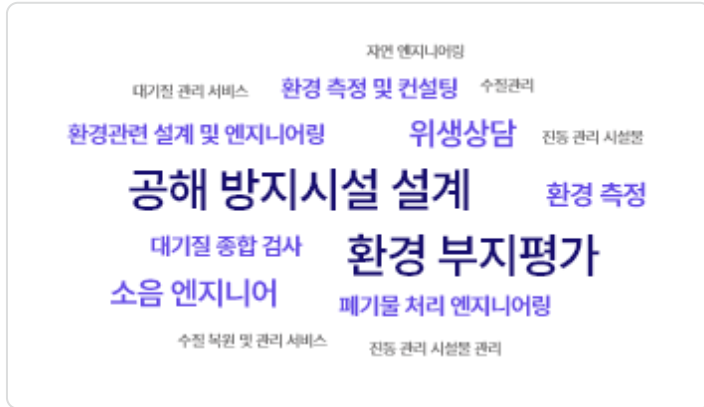 자연 엔지니어링
대기질 관리 서비스 환경 측정 및 컨설팅 수질관리
환경관련 설계 및 엔지니어링 위생상담 진동 관리 시설물
공해 방지시설 설계 환경 측정
대기질 종합 검사 환경 부지평가
소음 엔지니어 폐기물 처리 엔지니어링
수질 복원 및 관리 서비스 진동 관리 시설물 관리